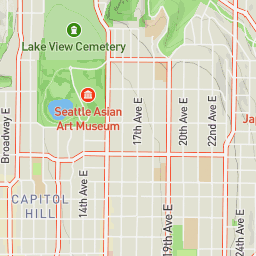 Lake View Cemetery
Seattle Asian
Art Museum
Broadway E
17th Ave E
20th Ave E
22nd Ave E
Ja
CAPITOL
HILL
14th Ave E
19th Ave E
24th Ave E